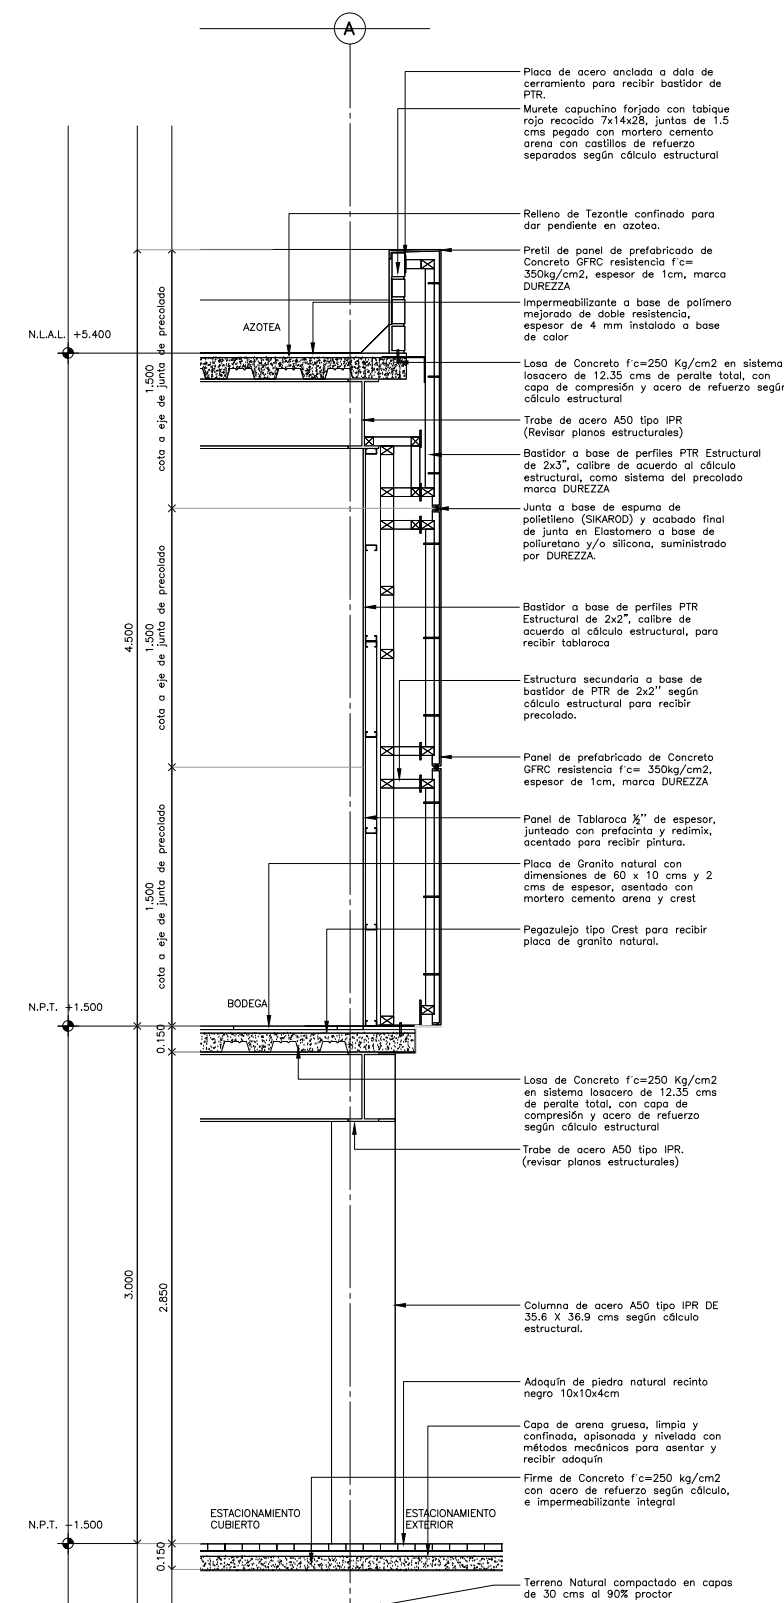 A
Placa de acero anclada a dala de
cerramiento para recibir bastidor de
PTR.
Murete capuchino forjado con tabique
rojo recocido 7x14x28, juntas de 1.5
cms pegado con mortero cemento
arena con castillos de refuerzo
separados según cálculo estructural
Relleno de Tezontle confinado para
dar pendiente en azotea.
Pretil de panel de prefabricado de
Concreto GFRC resistencia f´c=
350kg/cm2, espesor de 1cm, marca
DUREZZA
Impermeabilizante a base de polímero
mejorado de doble resistencia,
espesor de 4 mm instalado a base
de calor
AZOTEA
N.L.A.L. +5.400
Losa de Concreto f´c=250 Kg/cm2 en sistema
losacero de 12.35 cms de peralte total, con
capa de compresión y acero de refuerzo según
cálculo estructural
Trabe de acero A50 tipo IPR
(Revisar planos estructurales)
Bastidor a base de perfiles PTR Estructural
de 2x3", calibre de acuerdo al cálculo
estructural, como sistema del precolado
marca DUREZZA
Junta a base de espuma de
polietileno (SIKAROD) y acabado final
de junta en Elastomero a base de
poliuretano y/o silicona, suministrado
por DUREZZA.
Bastidor a base de perfiles PTR
Estructural de 2x2", calibre de
acuerdo al cálculo estructural, para
recibir tablaroca
Estructura secundaria a base de
bastidor de PTR de 2x2'' según
cálculo estructural para recibir
precolado.
Panel de prefabricado de Concreto
GFRC resistencia f´c= 350kg/cm2,
espesor de 1cm, marca DUREZZA
Panel de Tablaroca ½'' de espesor,
junteado con prefacinta y redimix,
acentado para recibir pintura.
Placa de Granito natural con
dimensiones de 60 x 10 cms y 2
cms de espesor, asentado con
mortero cemento arena y crest
Pegazulejo tipo Crest para recibir
placa de granito natural.
1.500
cota a eje de junta de precolado
1.500
cota a eje de junta de precolado
1.500
cota a eje de junta de precolado
4.500
BODEGA
N.P.T. +1.500
0.150
Losa de Concreto f´c=250 Kg/cm2
en sistema losacero de 12.35 cms
de peralte total, con capa de
compresión y acero de refuerzo
según cálculo estructural
Trabe de acero A50 tipo IPR.
(revisar planos estructurales)
3.000
2.850
Columna de acero A50 tipo IPR DE
35.6 X 36.9 cms según cálculo
estructural.
Adoquín de piedra natural recinto
negro 10x10x4cm
Capa de arena gruesa, limpia y
confinada, apisonada y nivelada con
métodos mecánicos para asentar y
recibir adoquín
Firme de Concreto f´c=250 kg/cm2
con acero de refuerzo según cálculo,
e impermeabilizante integral
ESTACIONAMIENTO
CUBIERTO
ESTACIONAMIENTO
EXTERIOR
N.P.T. -1.500
0.150
Terreno Natural compactado en capas
de 30 cms al 90% proctor